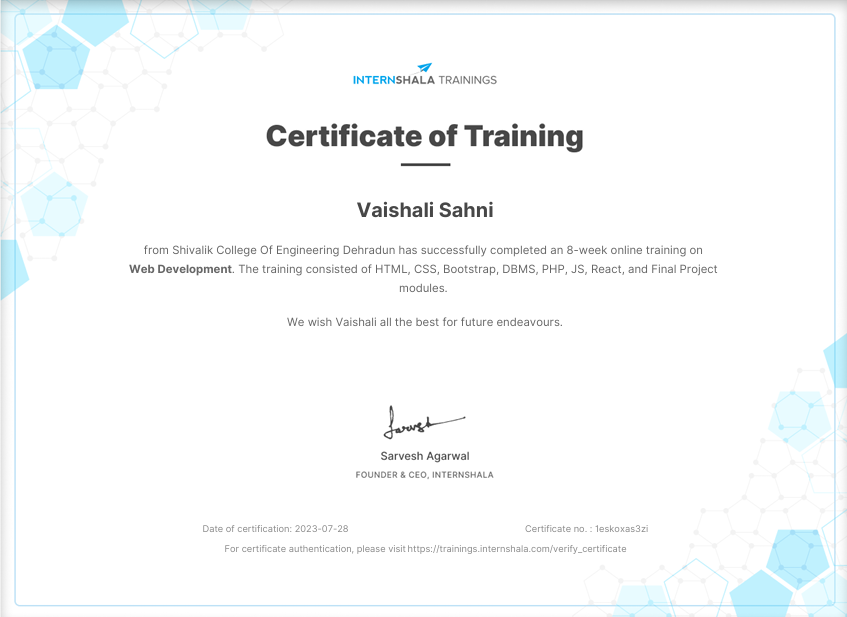 INTERNSHALA TRAININGS
Certificate of Training
Vaishali Sahni
from Shivalik College Of Engineering Dehradun has successfully completed an 8-week online training on
Web Development. The training consisted of HTML, CSS, Bootstrap, DBMS, PHP, JS, React, and Final Project
modules.
We wish Vaishali all the best for future endeavours.
Sarvesh
Sarvesh Agarwal
FOUNDER & CEO, INTERNSHALA
Date of certification: 2023-07-28 Certificate no. : 1eskoxas3zi
For certificate authentication, please visit https://trainings.internshala.com/verify_certificate